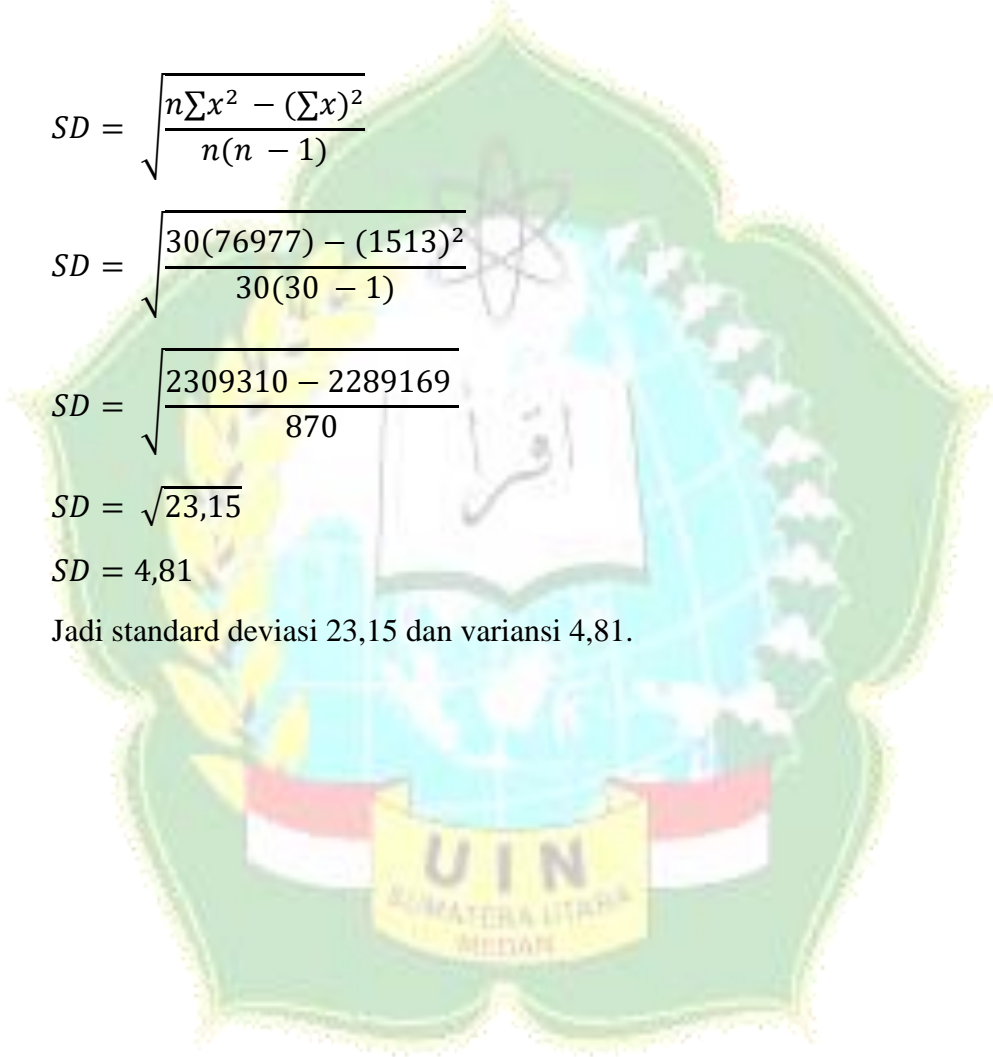 SD = √((n∑x² − (∑x)²) / (n(n − 1)))
SD = √((30(76977) − (1513)²) / (30(30 − 1)))
SD = √((2309310 − 2289169) / 870)
SD = √23,15
SD = 4,81
Jadi standard deviasi 23,15 dan variansi 4,81.
UIN
SUMATERA UTARA
MEDAN